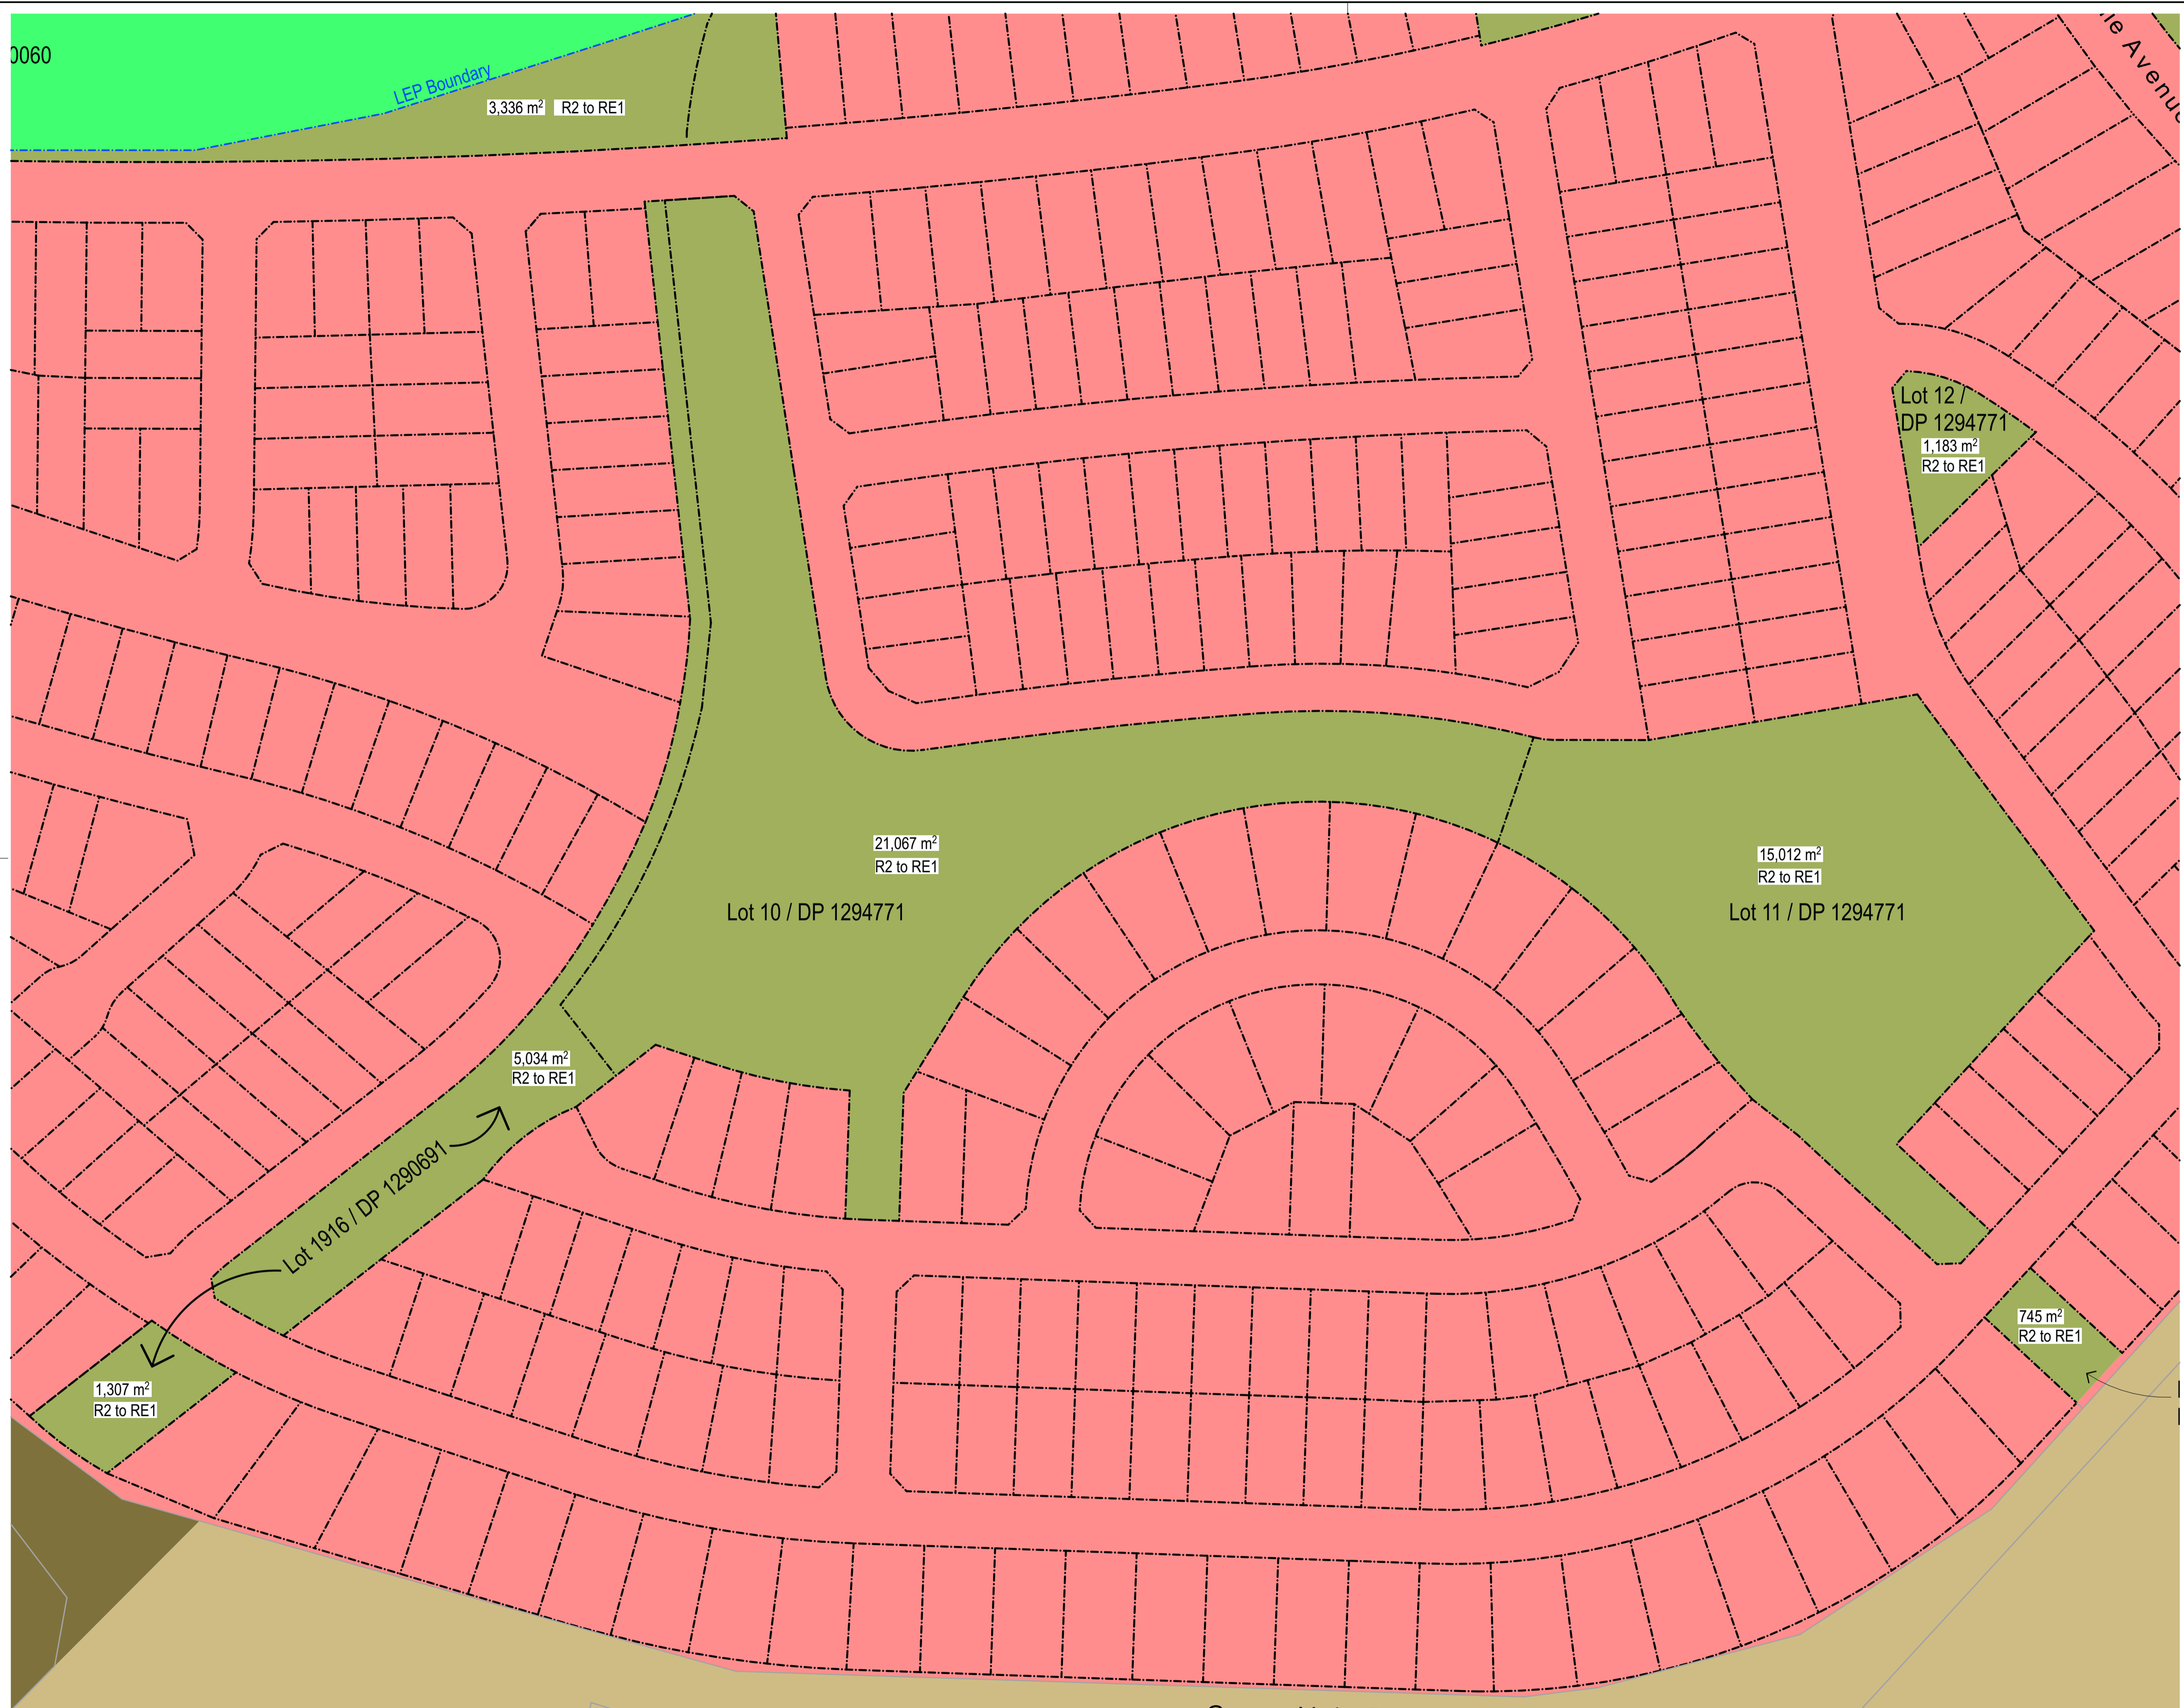 0060
LEP Boundary
3,336 m² R2 to RE1
Avenue
Lot 12 /
DP 1294771
1,183 m²
R2 to RE1
21,067 m²
R2 to RE1
Lot 10 / DP 1294771
15,012 m²
R2 to RE1
Lot 11 / DP 1294771
5,034 m²
R2 to RE1
Lot 1916 / DP 1290691
1,307 m²
R2 to RE1
745 m²
R2 to RE1